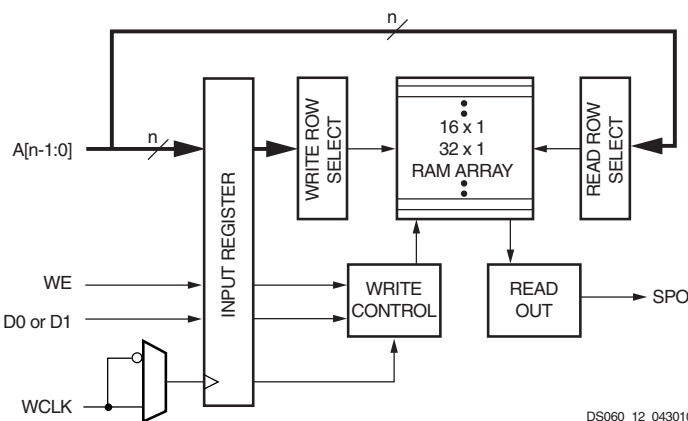 n
n
A[n-1:0]
INPUT REGISTER
WRITE ROW
SELECT
16 x 1
32 x 1
RAM ARRAY
READ ROW
SELECT
WE
D0 or D1
WRITE
CONTROL
READ
OUT
SPO
WCLK
DS060_12_043010